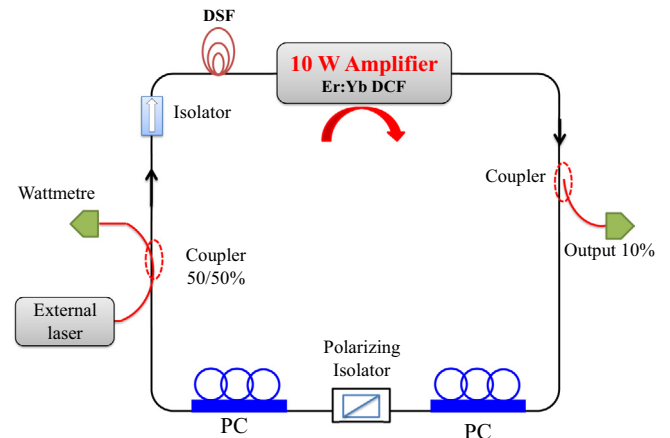 DSF
10 W Amplifier
Er:Yb DCF
Isolator
Wattmetre
Coupler
Coupler
50/50%
Output 10%
External
laser
Polarizing
Isolator
PC
PC